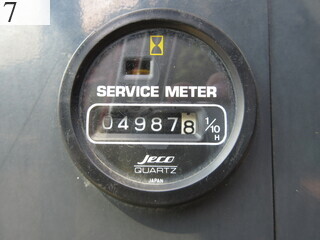 7
SERVICE METER
049878 1/10
H
Jeco
QUARTZ
JAPAN